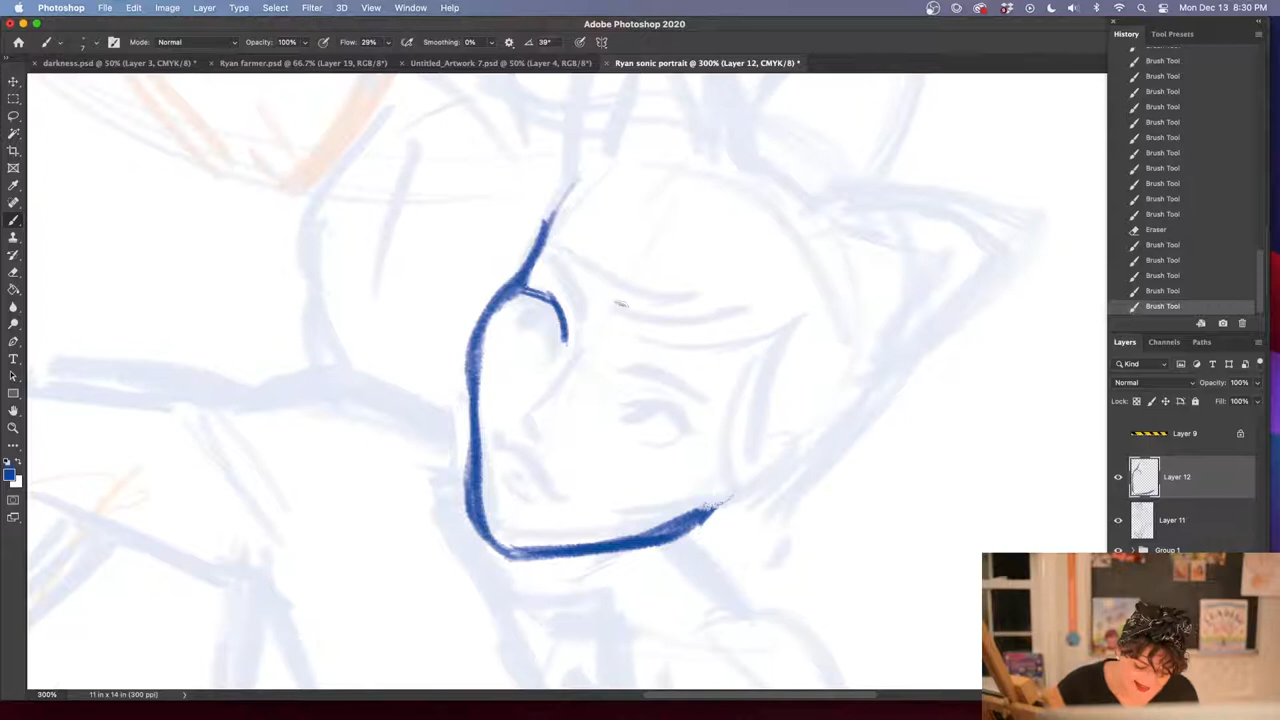 Photoshop File Edit Image Layer Type Select Filter 3D View Window Help Mon Dec 13 8:30 PM
Adobe Photoshop 2020
7 Mode: Normal Opacity: 100% Flow: 29% Smoothing: 0% 39°
darkness.psd @ 50% (Layer 3, CMYK/8) * Ryan farmer.psd @ 66.7% (Layer 19, RGB/8*) Untitled_Artwork 7.psd @ 50% (Layer 4, RGB/8*) Ryan sonic portrait @ 300% (Layer 12, CMYK/8) *
History Tool Presets
Brush Tool
Brush Tool
Brush Tool
Brush Tool
Brush Tool
Brush Tool
Brush Tool
Brush Tool
Brush Tool
Brush Tool
Brush Tool
Eraser
Brush Tool
Brush Tool
Brush Tool
Brush Tool
Brush Tool
Layers Channels Paths
Kind
Normal Opacity: 100%
Lock: Fill: 100%
Layer 9
Layer 12
Layer 11
Group 1
300% 11 in x 14 in (300 ppi)